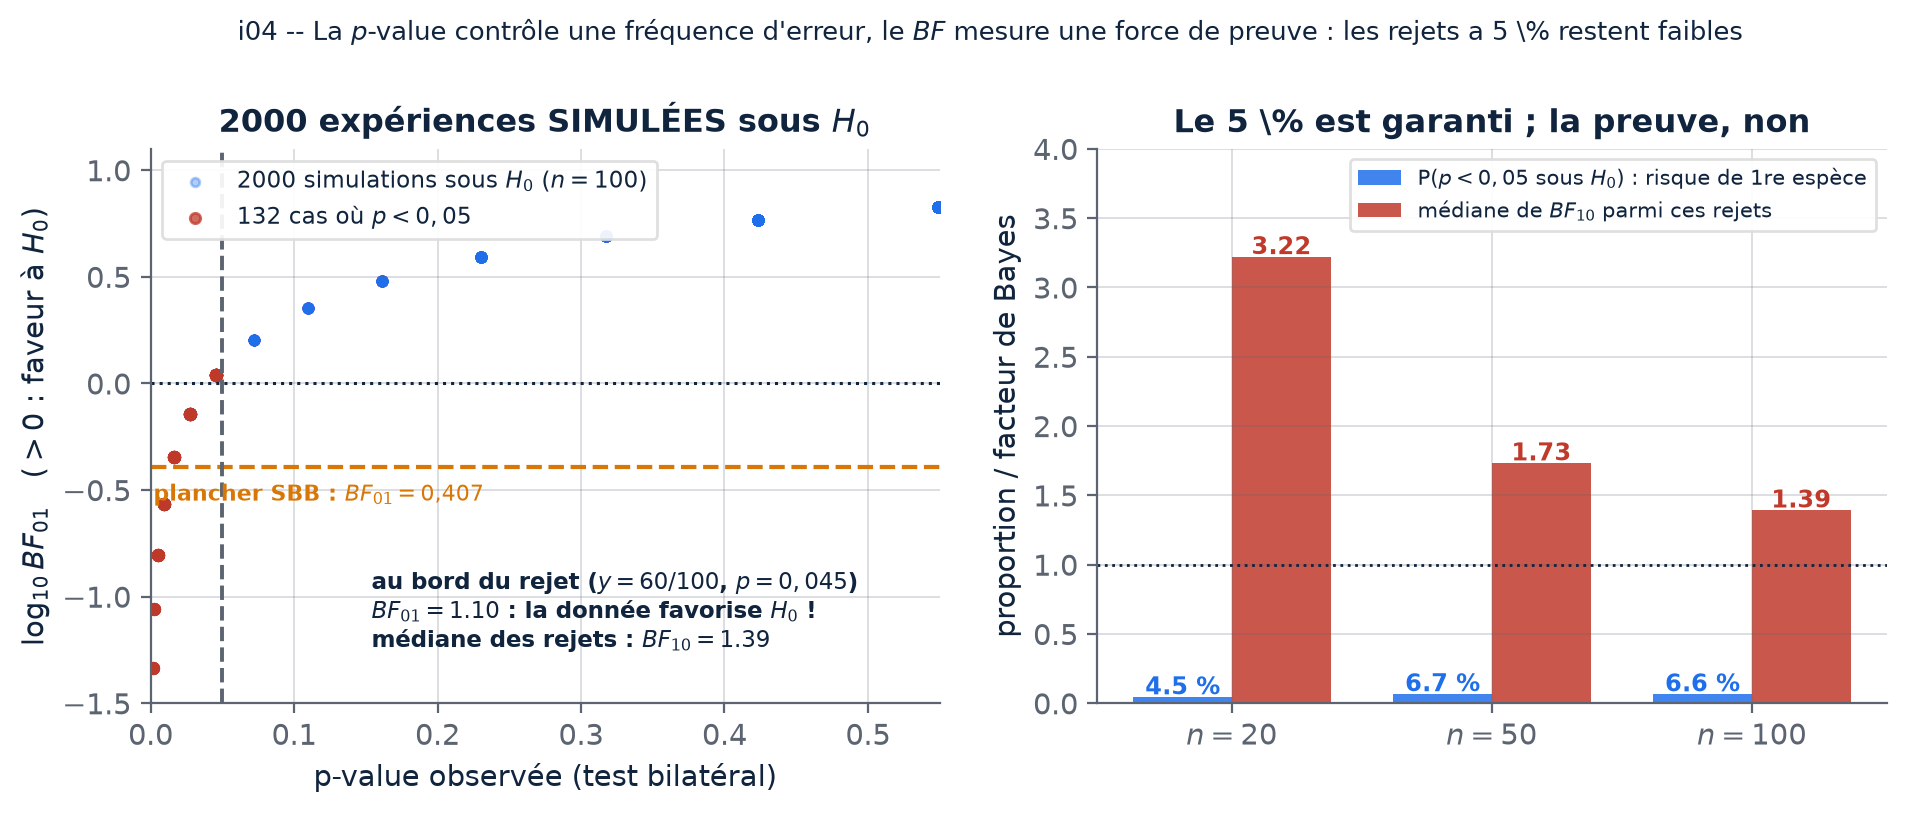 i04 -- La p-value contrôle une fréquence d'erreur, le BF mesure une force de preuve : les rejets a 5 \% restent faibles
2000 expériences SIMULÉES sous H₀
2000 simulations sous H₀ (n = 100)
132 cas où p < 0, 05
log₁₀ BF₀₁ (> 0 : faveur à H₀)
1.0
0.5
0.0
−0.5
−1.0
−1.5
plancher SBB : BF₀₁ = 0,407
au bord du rejet (y = 60/100, p = 0, 045)
BF₀₁ = 1.10 : la donnée favorise H₀ !
médiane des rejets : BF₁₀ = 1.39
0.0 0.1 0.2 0.3 0.4 0.5
p-value observée (test bilatéral)
Le 5 \% est garanti ; la preuve, non
P(p < 0, 05 sous H₀) : risque de 1re espèce
médiane de BF₁₀ parmi ces rejets
proportion / facteur de Bayes
4.0
3.5
3.0
2.5
2.0
1.5
1.0
0.5
0.0
3.22
1.73
1.39
4.5 %
6.7 %
6.6 %
n = 20 n = 50 n = 100